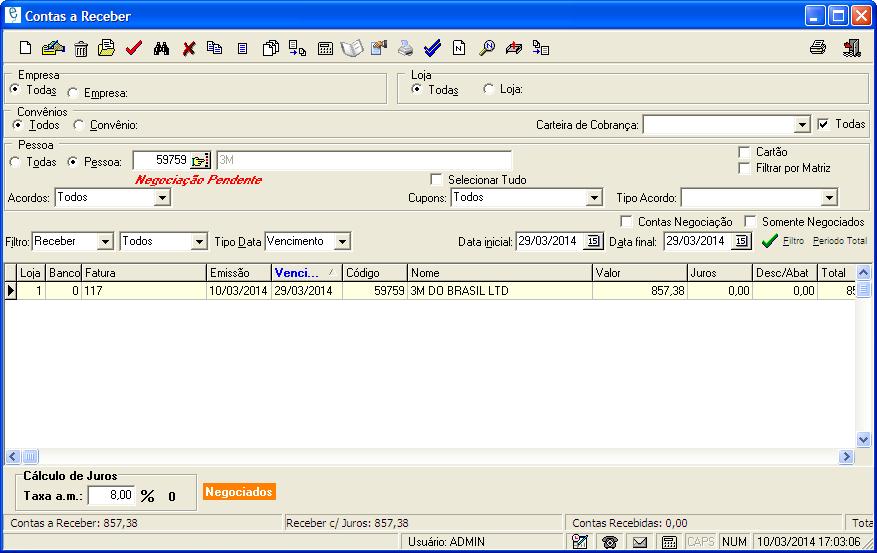 Contas a Receber
Empresa
Todas Empresa:
Loja
Todas Loja:
Convênios
Todos Convênio:
Carteira de Cobrança: Todas
Pessoa
Todas Pessoa: 59759 3M
Cartão
Filtrar por Matriz
Negociação Pendente
Selecionar Tudo
Acordos: Todos Cupons: Todos Tipo Acordo:
Contas Negociação Somente Negociados
Filtro: Receber Todos Tipo Data Vencimento Data inicial: 29/03/2014 15 Data final: 29/03/2014 15 Filtro Periodo Total
Loja Banco Fatura Emissão Venci... Código Nome Valor Juros Desc/Abat Total
1 0 117 10/03/2014 29/03/2014 59759 3M DO BRASIL LTD 857,38 0,00 0,00 85
Cálculo de Juros
Taxa a.m.: 8,00 % 0
Negociados
Contas a Receber: 857,38 Receber c/ Juros: 857,38 Contas Recebidas: 0,00 Tota
Usuário: ADMIN CAPS NUM 10/03/2014 17:03:06